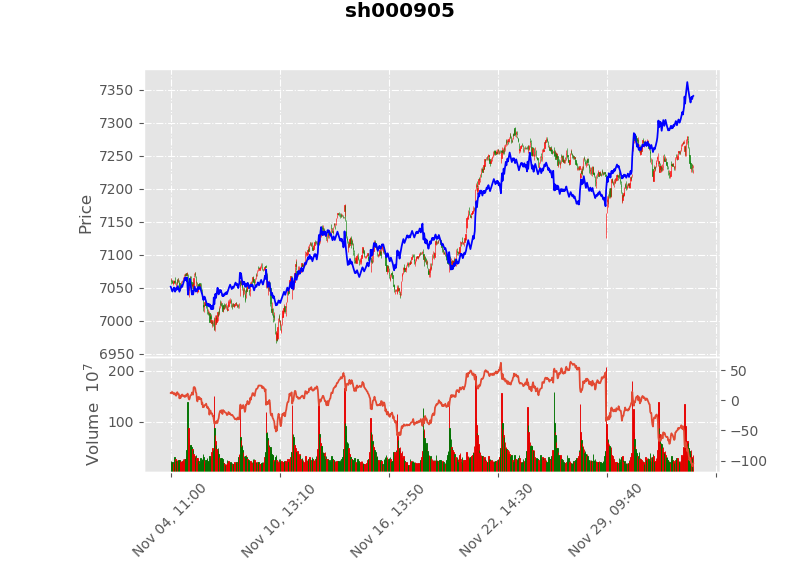 sh000905
7350
7300
7250
7200
7150
7100
7050
7000
6950
Price
200
100
Volume 10^7
50
0
−50
−100
Nov 04, 11:00
Nov 10, 13:10
Nov 16, 13:50
Nov 22, 14:30
Nov 29, 09:40